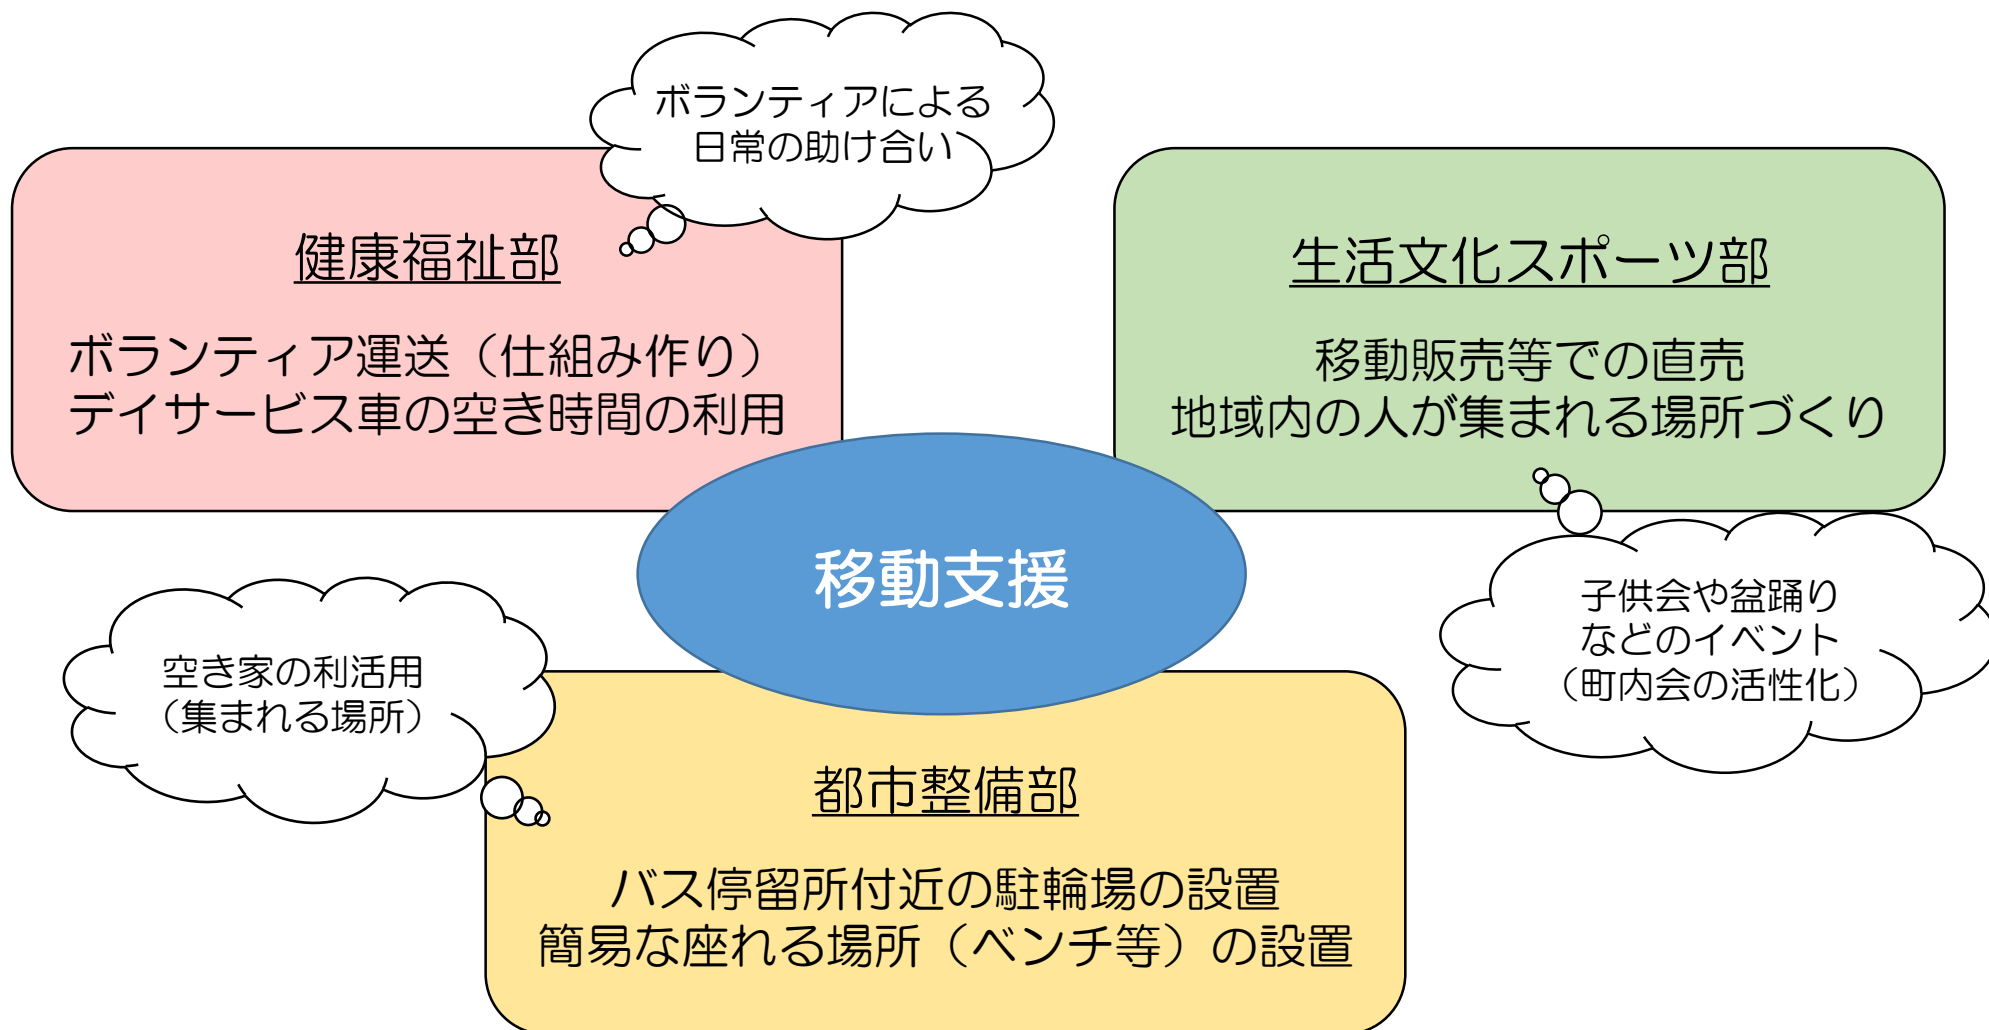 ボランティアによる
日常の助け合い
健康福祉部
ボランティア運送（仕組み作り）
デイサービス車の空き時間の利用
生活文化スポーツ部
移動販売等での直売
地域内の人が集まれる場所づくり
移動支援
子供会や盆踊り
などのイベント
（町内会の活性化）
空き家の利活用
（集まれる場所）
都市整備部
バス停留所付近の駐輪場の設置
簡易な座れる場所（ベンチ等）の設置